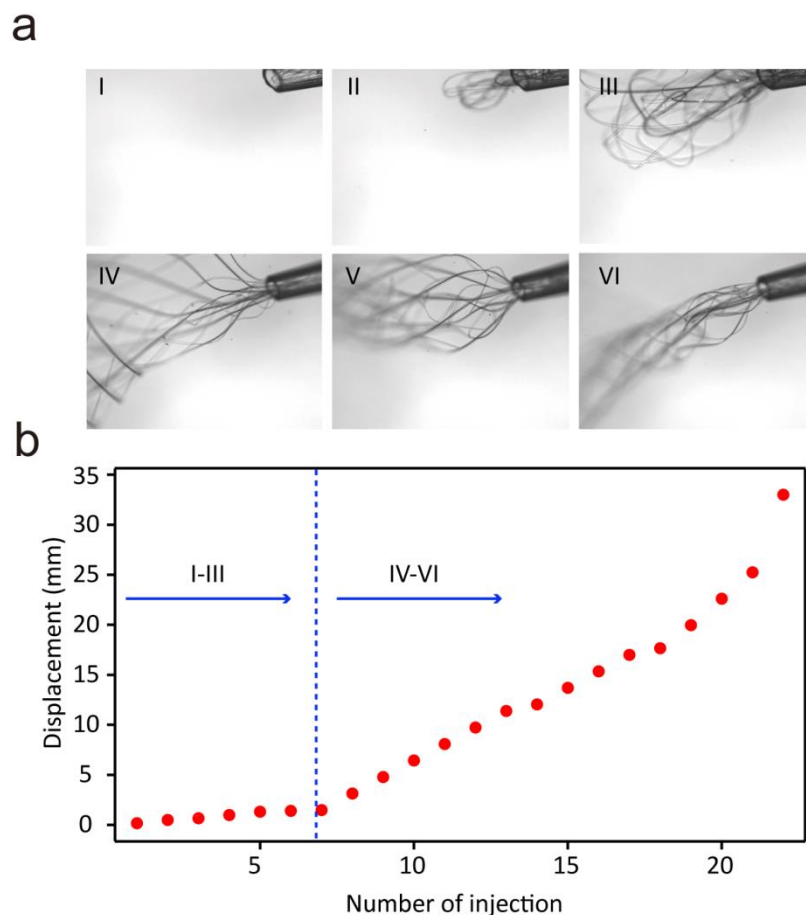 a
I
II
III
IV
V
VI
b
35
30
25
20
15
10
5
0
I-III
IV-VI
Displacement (mm)
5
10
15
20
Number of injection